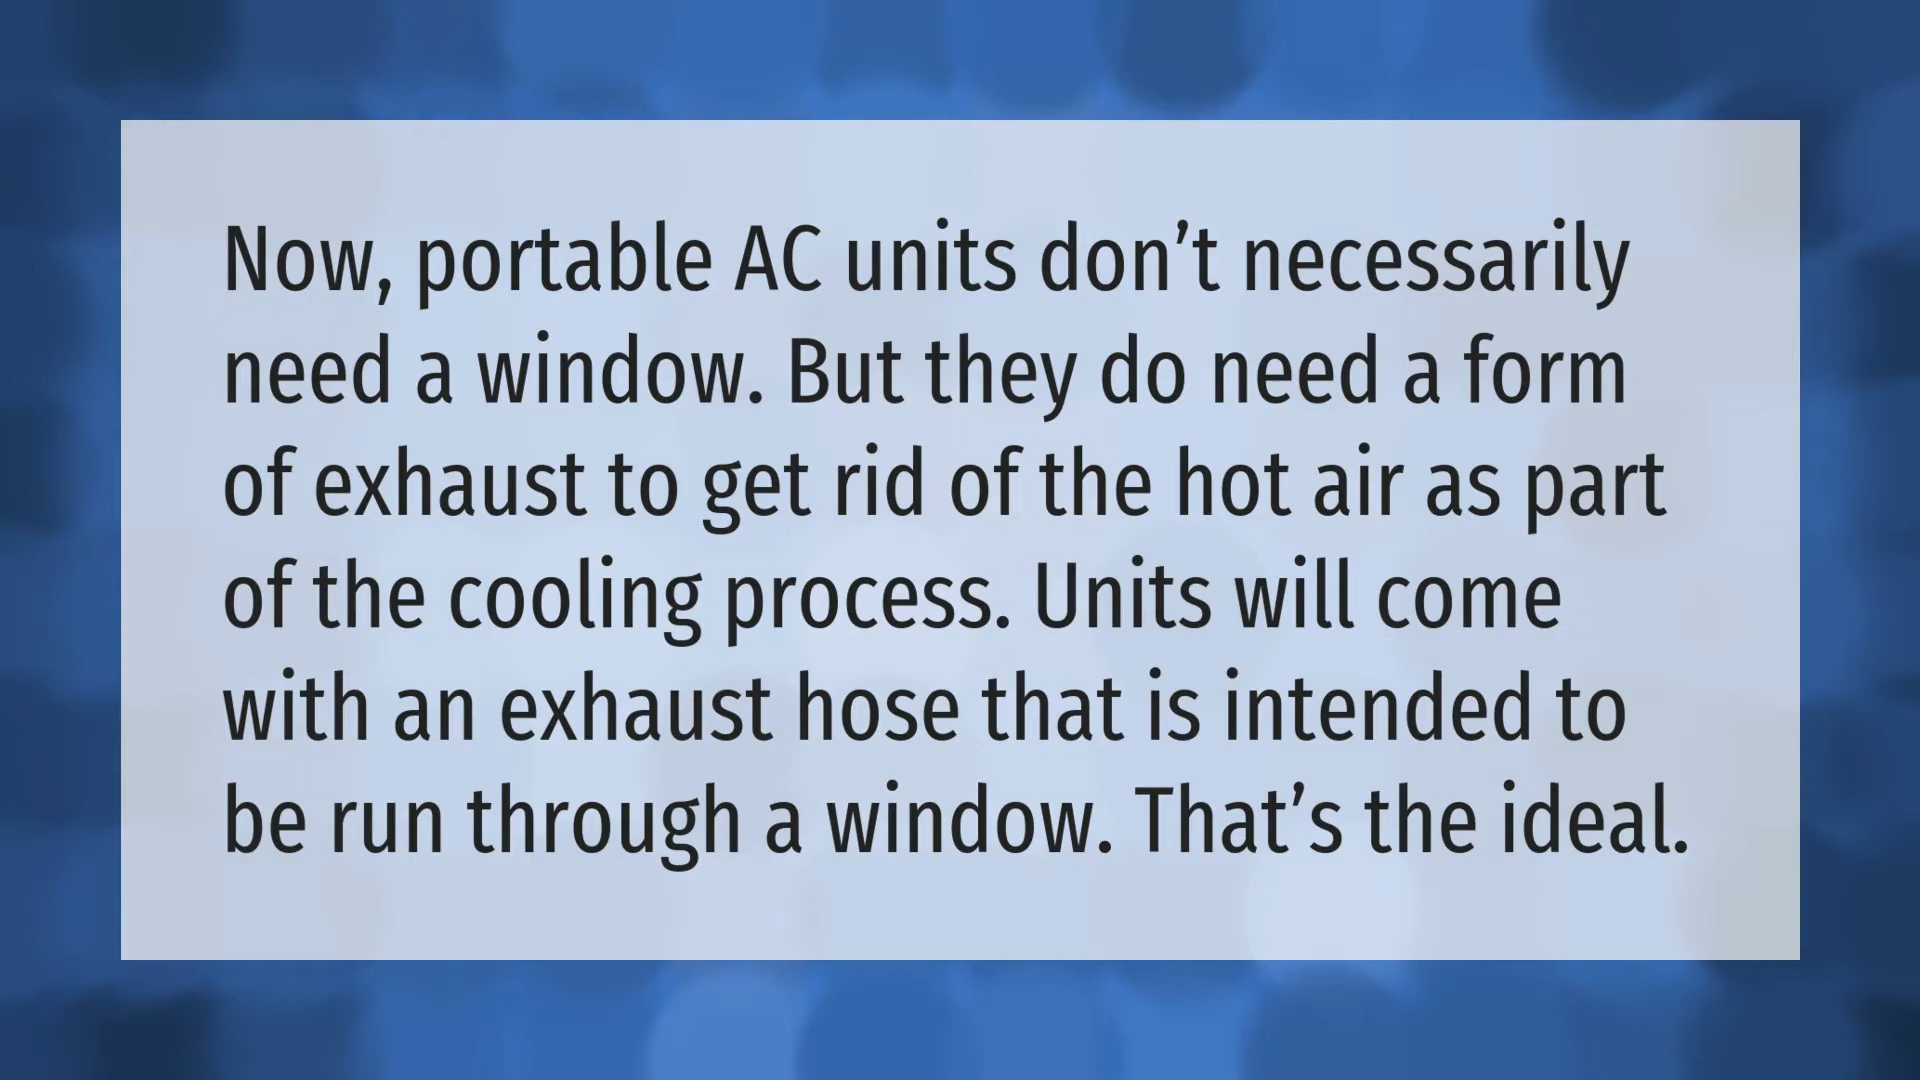 Now, portable AC units don’t necessarily
need a window. But they do need a form
of exhaust to get rid of the hot air as part
of the cooling process. Units will come
with an exhaust hose that is intended to
be run through a window. That’s the ideal.